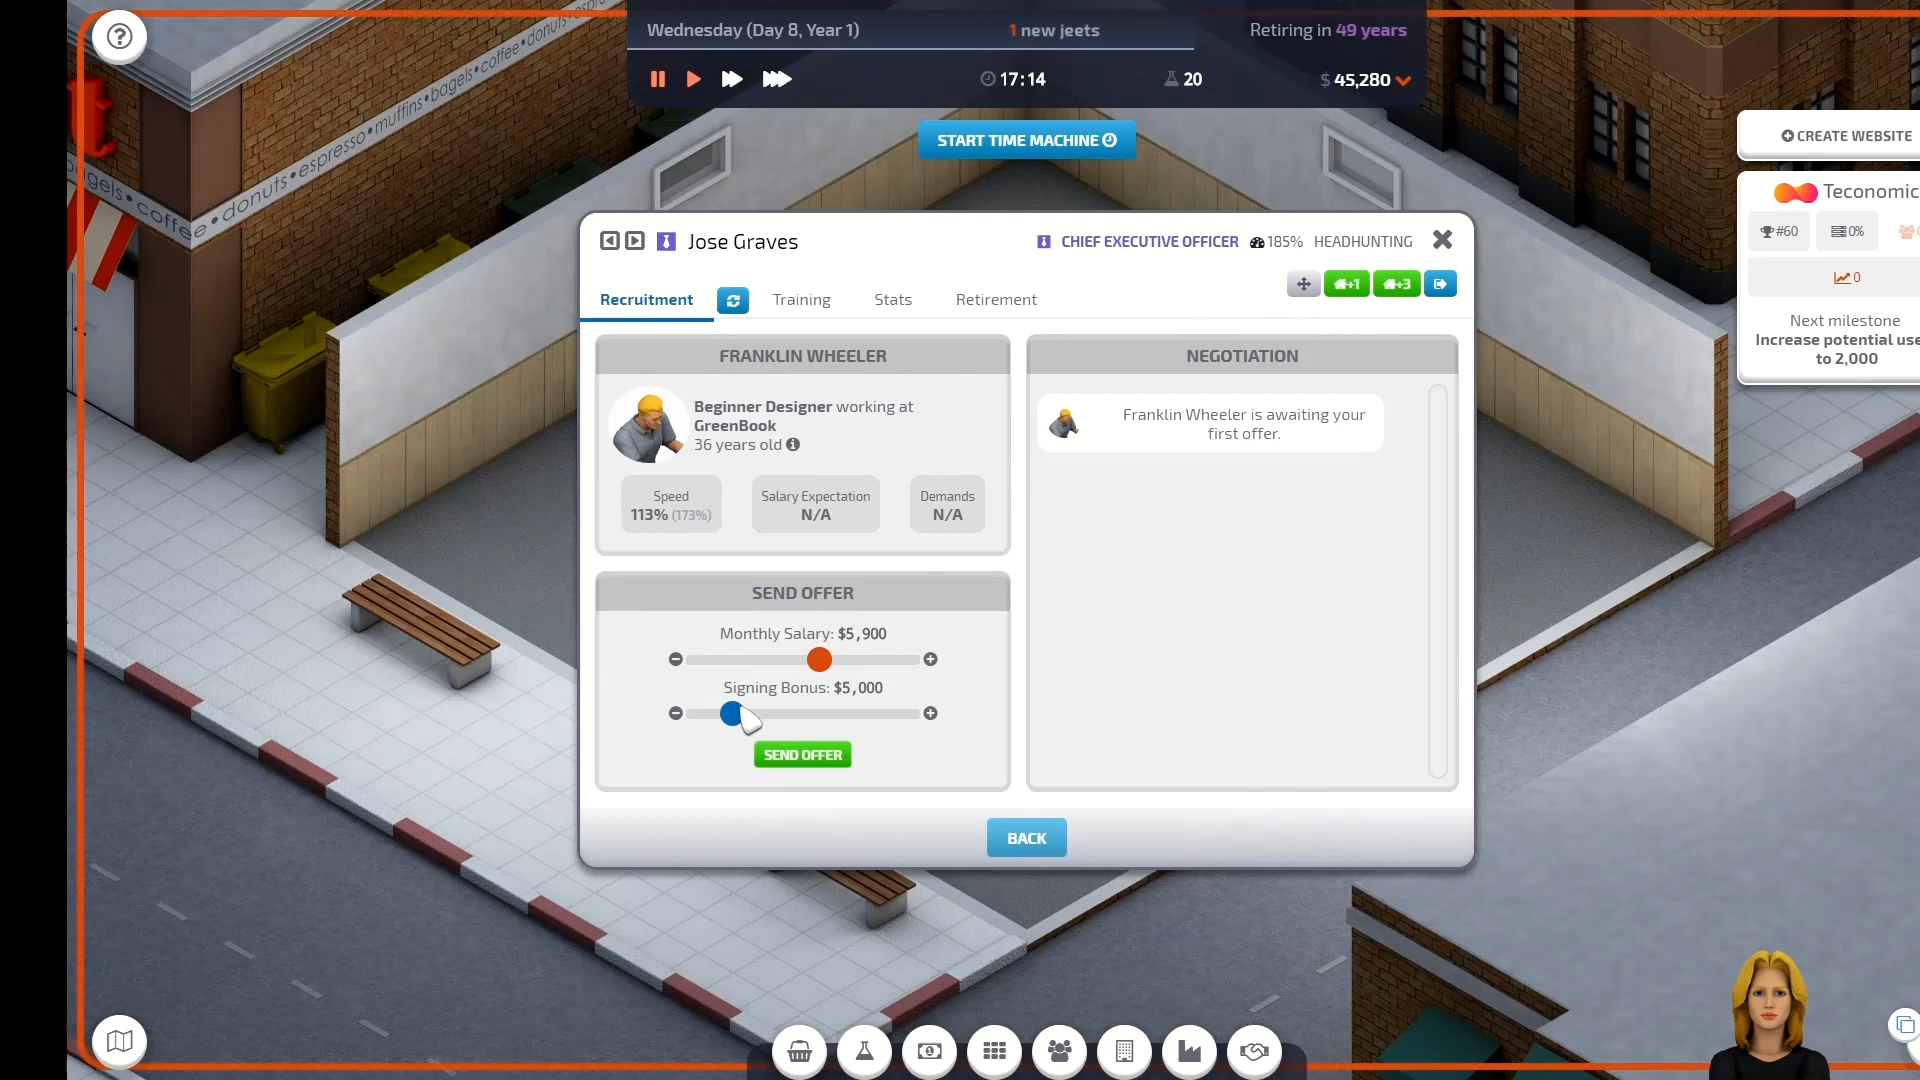 Wednesday (Day 8, Year 1)
1 new jeets
Retiring in 49 years
17:14
20
$ 45,280
START TIME MACHINE
CREATE WEBSITE
Teconomic
#60
0%
0
Next milestone
Increase potential use
to 2,000
t
agels • coffee • donuts • espresso • muffins • bagels • coffee • donuts • espr
Jose Graves
CHIEF EXECUTIVE OFFICER
185%
HEADHUNTING
Recruitment
Training
Stats
Retirement
+1
+3
FRANKLIN WHEELER
Beginner Designer working at
GreenBook
36 years old
Speed
113% (173%)
Salary Expectation
N/A
Demands
N/A
NEGOTIATION
Franklin Wheeler is awaiting your
first offer.
SEND OFFER
Monthly Salary: $5,900
Signing Bonus: $5,000
SEND OFFER
BACK